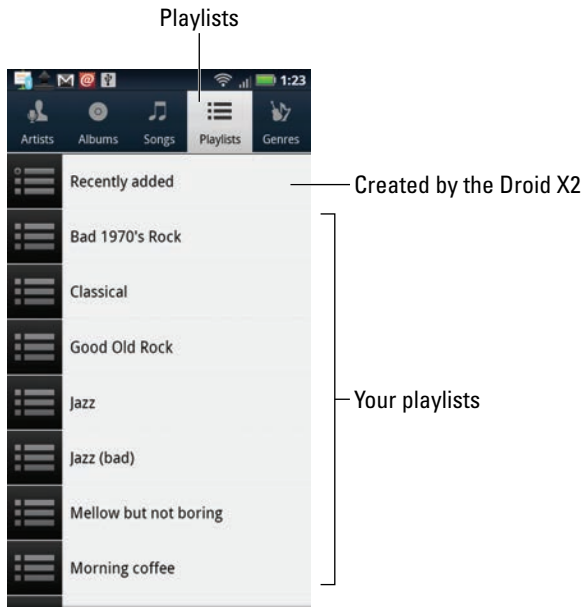 Playlists
1:23
Artists Albums Songs Playlists Genres
Recently added
Created by the Droid X2
Bad 1970's Rock
Classical
Good Old Rock
Jazz
Your playlists
Jazz (bad)
Mellow but not boring
Morning coffee